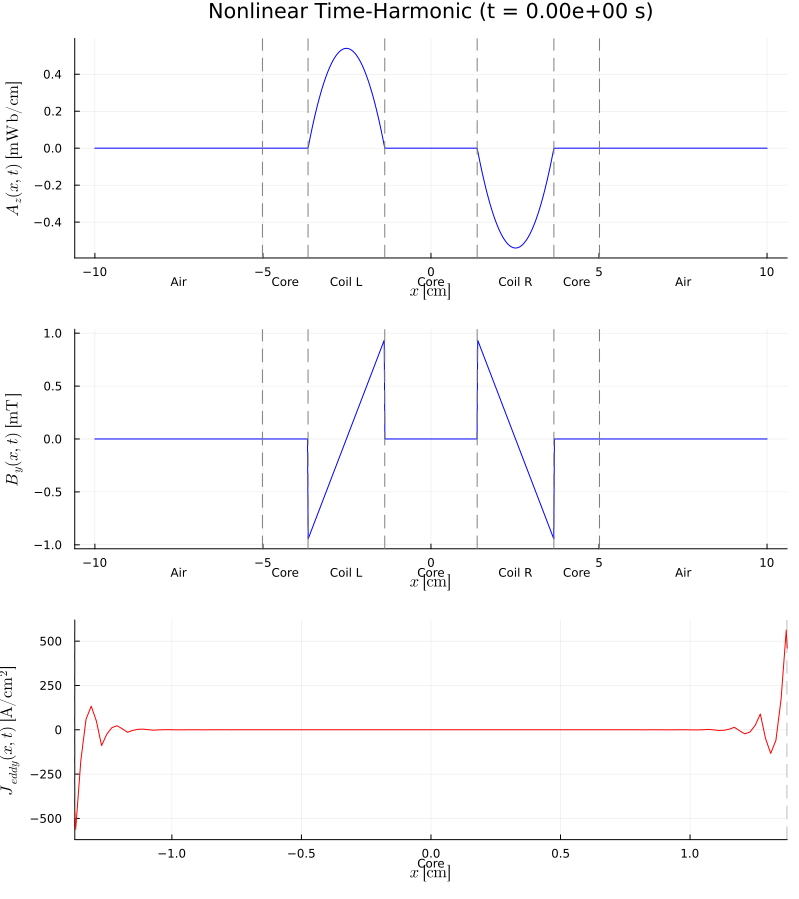 Nonlinear Time-Harmonic (t = 0.00e+00 s)
A_z(x, t) [mWb/cm]
0.4
0.2
0.0
−0.2
−0.4
−10 −5 0 5 10
Air Core Coil L Core Coil R Core Air
x [cm]
B_y(x, t) [mT]
1.0
0.5
0.0
−0.5
−1.0
−10 −5 0 5 10
Air Core Coil L Core Coil R Core Air
x [cm]
J_eddy(x, t) [A/cm²]
500
250
0
−250
−500
−1.0 −0.5 0.0 0.5 1.0
Core
x [cm]